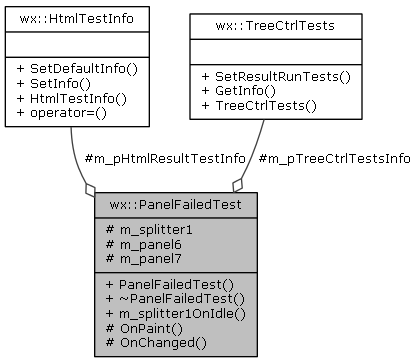 wx::HtmlTestInfo
+ SetDefaultInfo()
+ SetInfo()
+ HtmlTestInfo()
+ operator=()
wx::TreeCtrlTests
+ SetResultRunTests()
+ GetInfo()
+ TreeCtrlTests()
#m_pHtmlResultTestInfo
#m_pTreeCtrlTestsInfo
wx::PanelFailedTest
# m_splitter1
# m_panel6
# m_panel7
+ PanelFailedTest()
+ ~PanelFailedTest()
+ m_splitter1OnIdle()
# OnPaint()
# OnChanged()